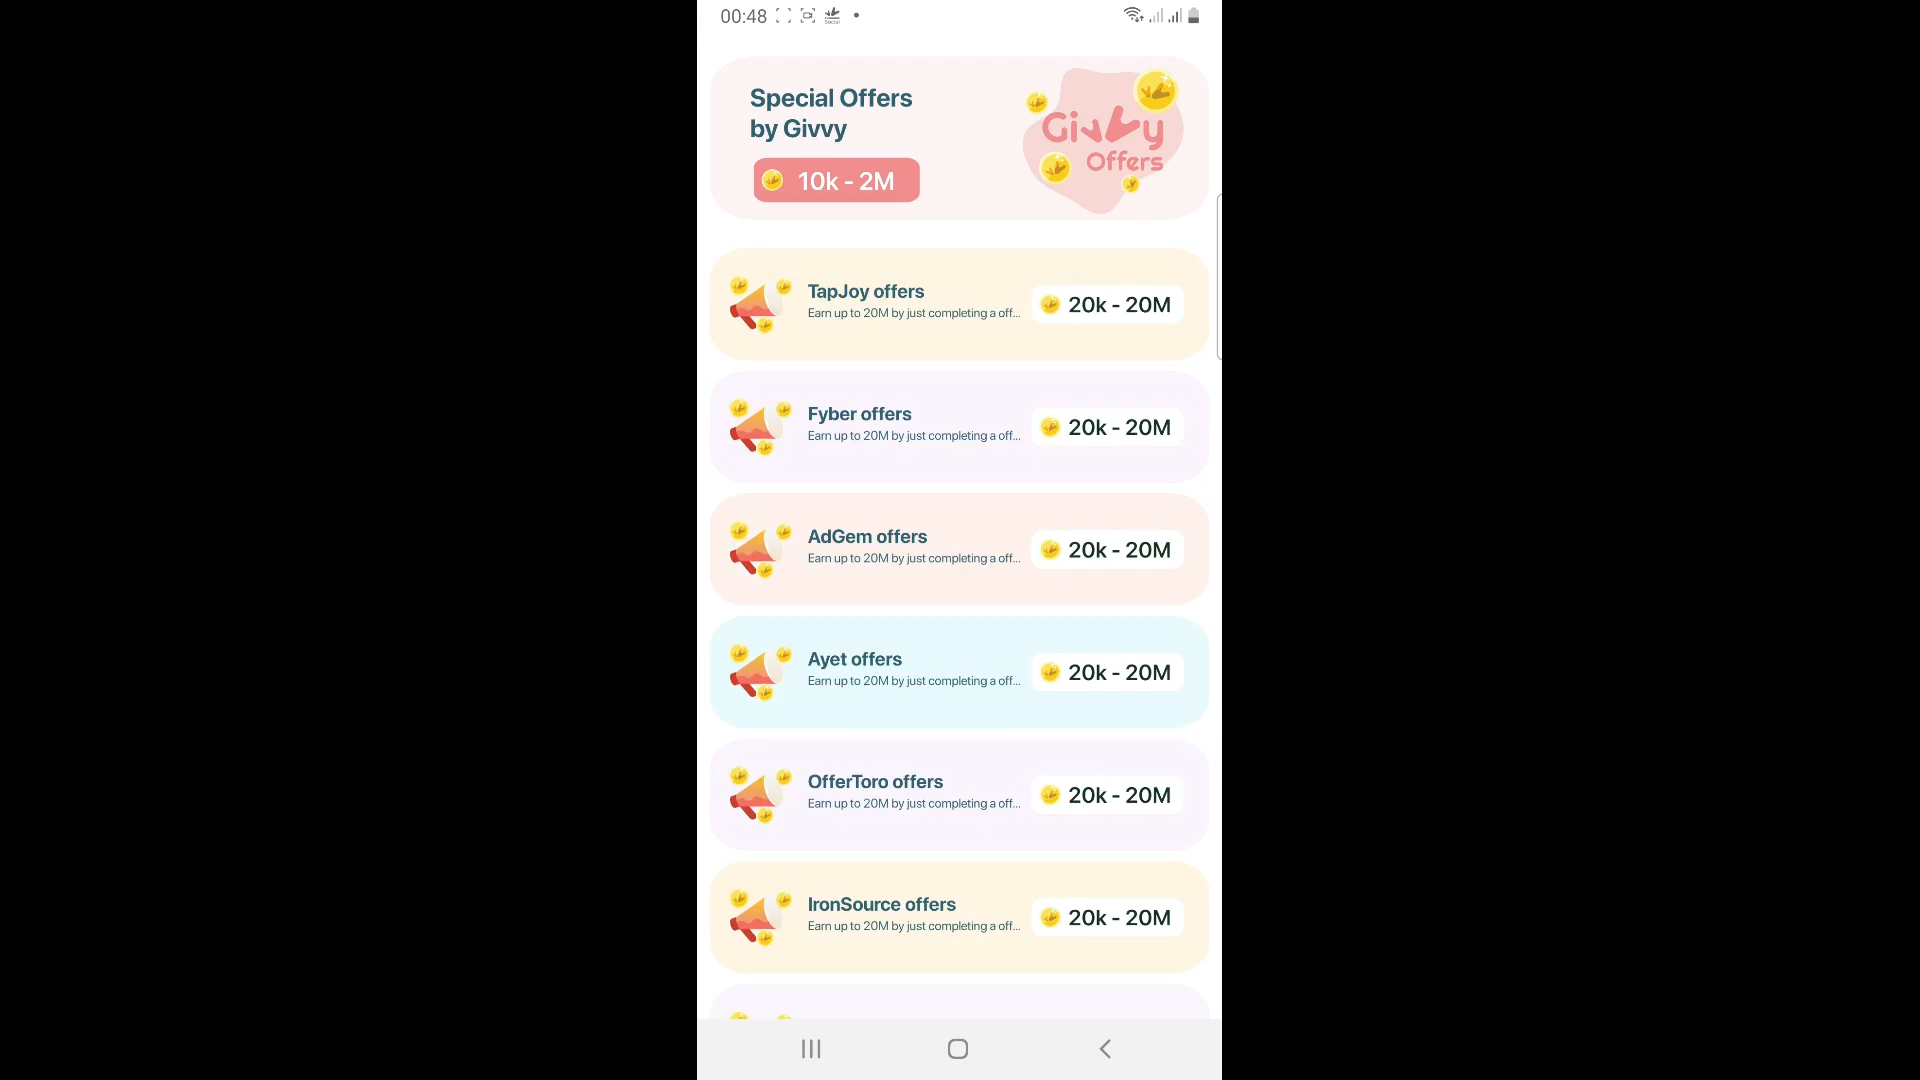 00:48
Social
Special Offers
by Givvy
10k - 2M
Givvy
Offers
TapJoy offers
Earn up to 20M by just completing a off...
20k - 20M
Fyber offers
Earn up to 20M by just completing a off...
20k - 20M
AdGem offers
Earn up to 20M by just completing a off...
20k - 20M
Ayet offers
Earn up to 20M by just completing a off...
20k - 20M
OfferToro offers
Earn up to 20M by just completing a off...
20k - 20M
IronSource offers
Earn up to 20M by just completing a off...
20k - 20M